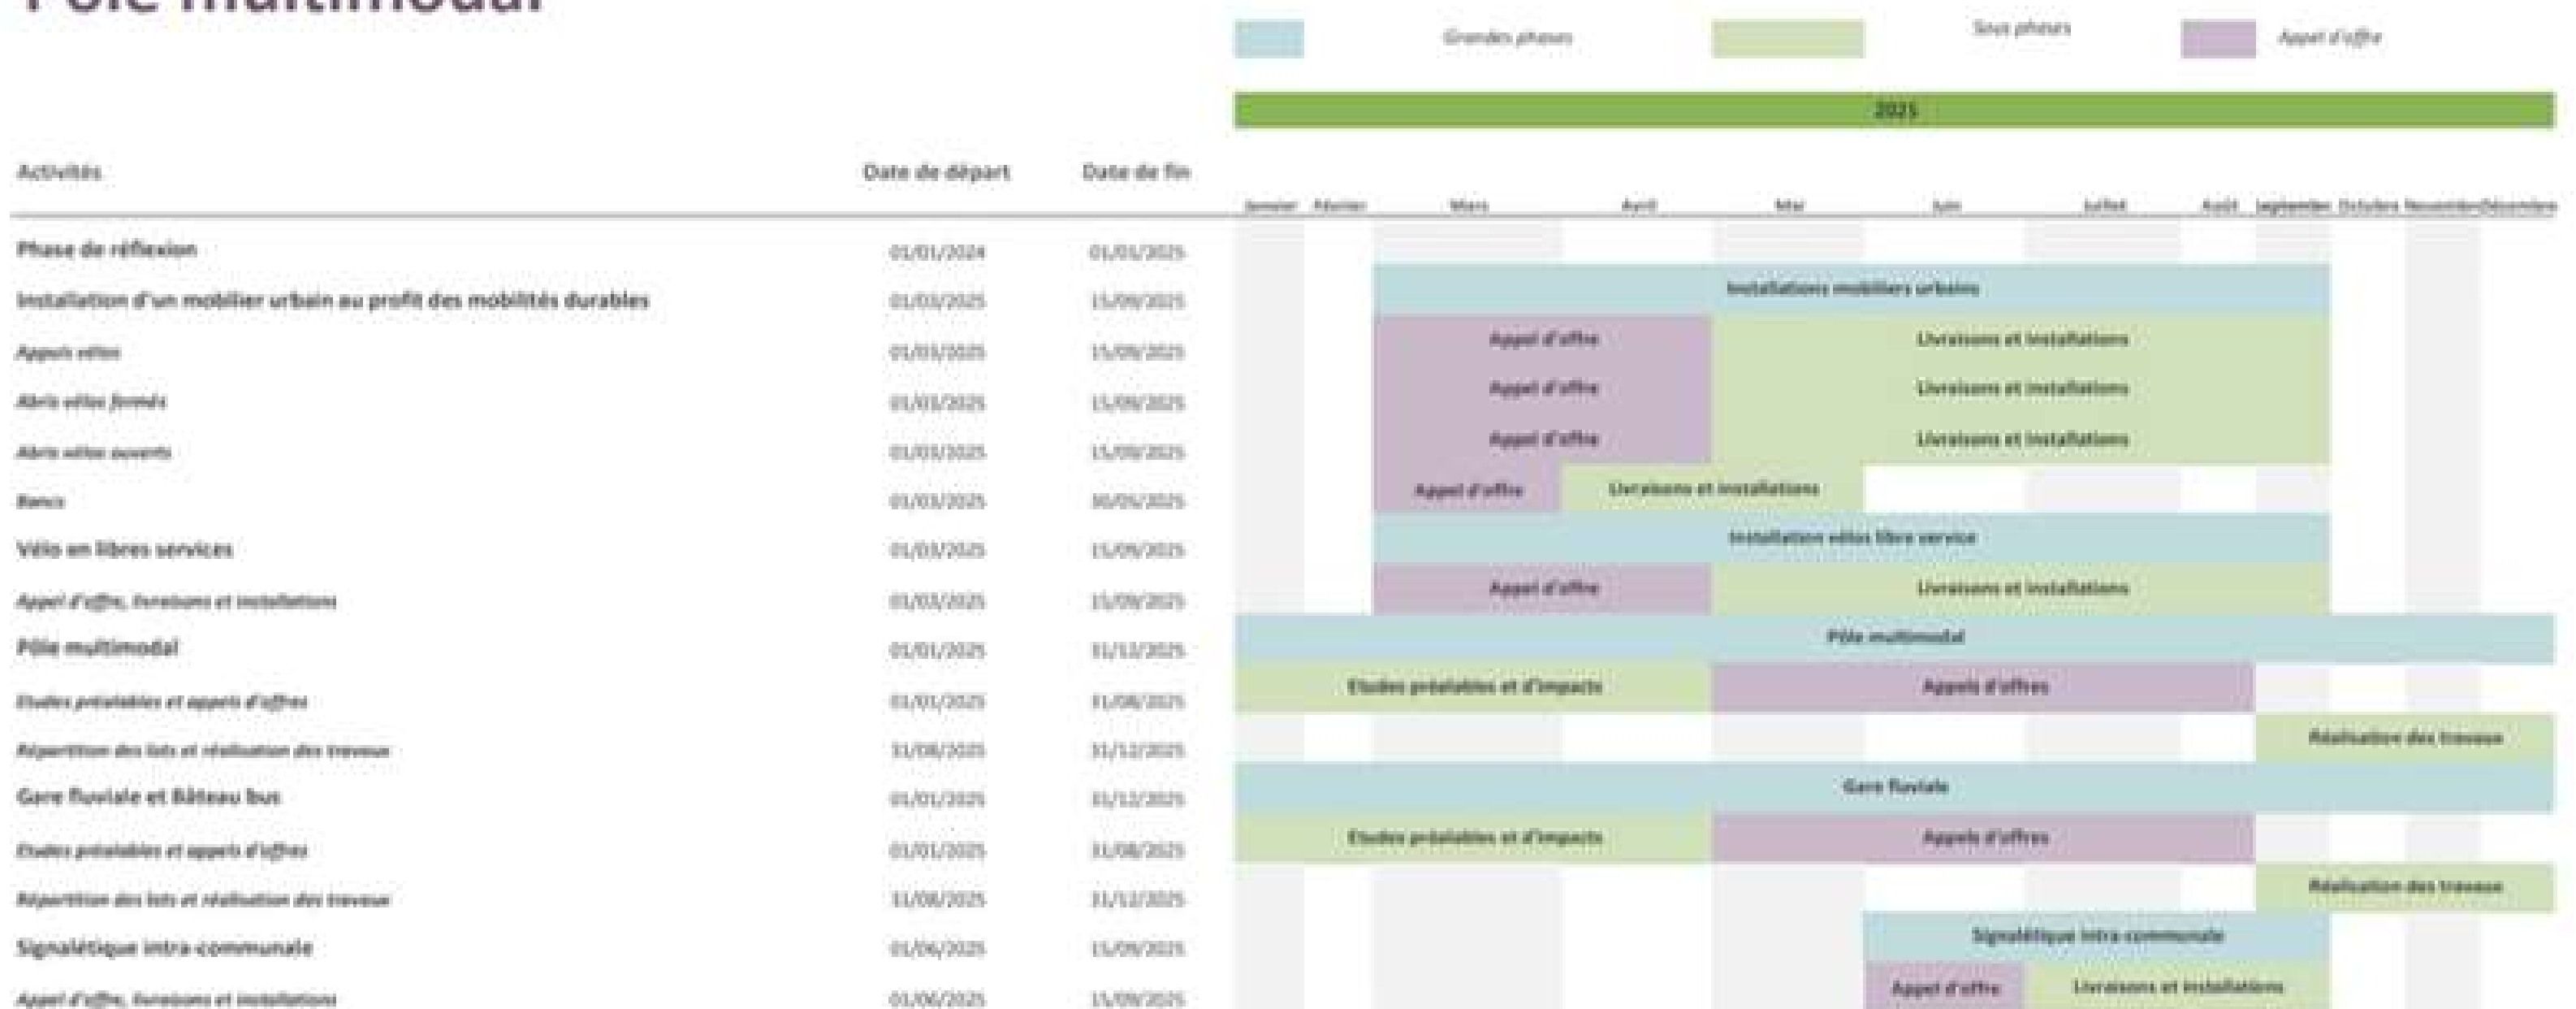 Pôle multimodal
Grandes phases Sous phases Appel d'offre
2025
Activités Date de départ Date de fin
Janvier Février Mars Avril Mai Juin Juillet Août Septembre Octobre Novembre Décembre
Phase de réflexion 01/01/2024 01/01/2025
Installation d'un mobilier urbain au profit des mobilités durables 01/03/2025 15/09/2025 Installations mobiliers urbains
Appuis vélos 01/03/2025 15/09/2025 Appel d'offre Livraisons et installations
Abris vélos fermés 01/03/2025 15/09/2025 Appel d'offre Livraisons et installations
Abris vélos ouverts 01/03/2025 15/09/2025 Appel d'offre Livraisons et installations
Bancs 01/03/2025 30/05/2025 Appel d'offre Livraisons et installations
Vélo en libres services 01/03/2025 15/09/2025 Installation vélos libre service
Appel d'offre, livraisons et installations 01/03/2025 15/09/2025 Appel d'offre Livraisons et installations
Pôle multimodal 01/01/2025 31/12/2025 Pôle multimodal
Etudes préalables et appels d'offres 01/01/2025 31/08/2025 Etudes préalables et d'impacts Appels d'offres
Répartition des lots et réalisation des travaux 31/08/2025 31/12/2025 Réalisation des travaux
Gare fluviale et Bâteau bus 01/01/2025 31/12/2025 Gare fluviale
Etudes préalables et appels d'offres 01/01/2025 31/08/2025 Etudes préalables et d'impacts Appels d'offres
Répartition des lots et réalisation des travaux 31/08/2025 31/12/2025 Réalisation des travaux
Signalétique intra-communale 01/06/2025 15/09/2025 Signalétique intra-communale
Appel d'offre, livraisons et installations 01/06/2025 15/09/2025 Appel d'offre Livraisons et installations